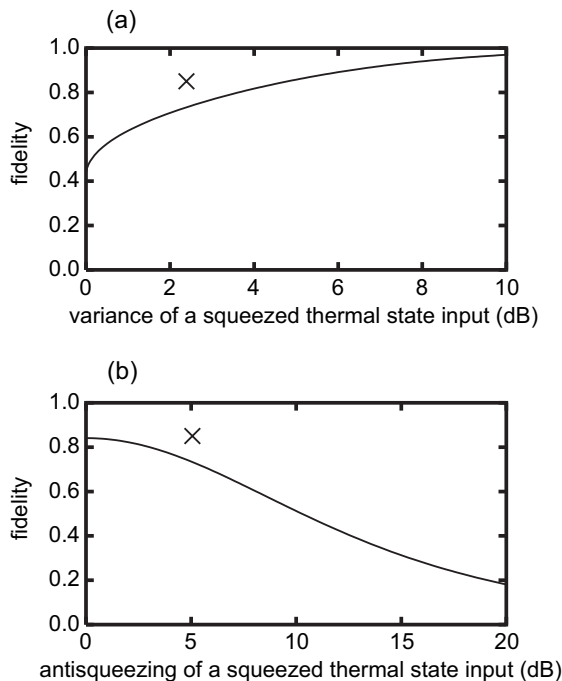 (a)
1.0
0.8
0.6
0.4
0.2
0.0
fidelity
0 2 4 6 8 10
variance of a squeezed thermal state input (dB)
(b)
1.0
0.8
0.6
0.4
0.2
0.0
fidelity
0 5 10 15 20
antisqueezing of a squeezed thermal state input (dB)